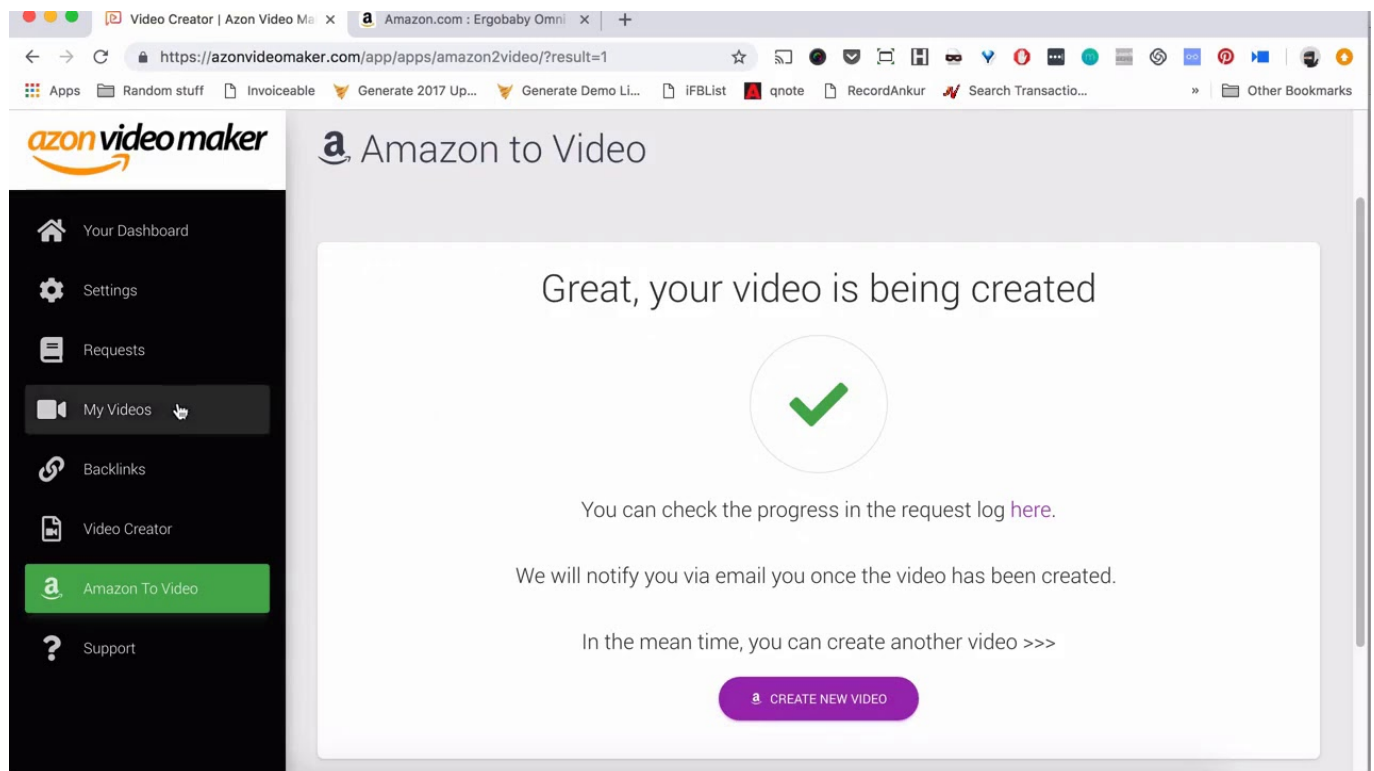 Video Creator | Azon Video Ma
Amazon.com : Ergobaby Omni
https://azonvideomaker.com/app/apps/amazon2video/?result=1
Apps Random stuff Invoiceable Generate 2017 Up... Generate Demo Li... iFBList qnote RecordAnkur Search Transactio... » Other Bookmarks
azon video maker
a Amazon to Video
Your Dashboard
Settings
Requests
My Videos
Backlinks
Video Creator
Amazon To Video
Support
Great, your video is being created
You can check the progress in the request log here.
We will notify you via email you once the video has been created.
In the mean time, you can create another video >>>
a CREATE NEW VIDEO